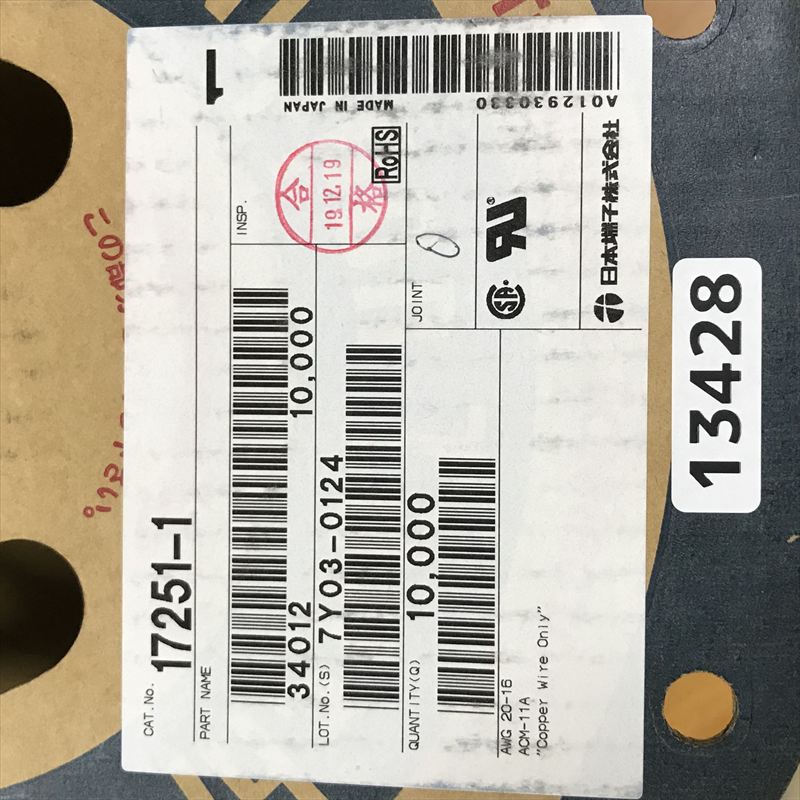 CAT.No. 17251-1
1
PART NAME
INSP.
合格
19.12.19
RoHS
MADE IN JAPAN
A012930330
34012 10,000
LOT.No.(S) 7Y03-0124
JOINT
QUANTITY(Q) 10,000
AWG 20-16
ACM-11A
"Copper Wire Only"
日本端子株式会社
13428